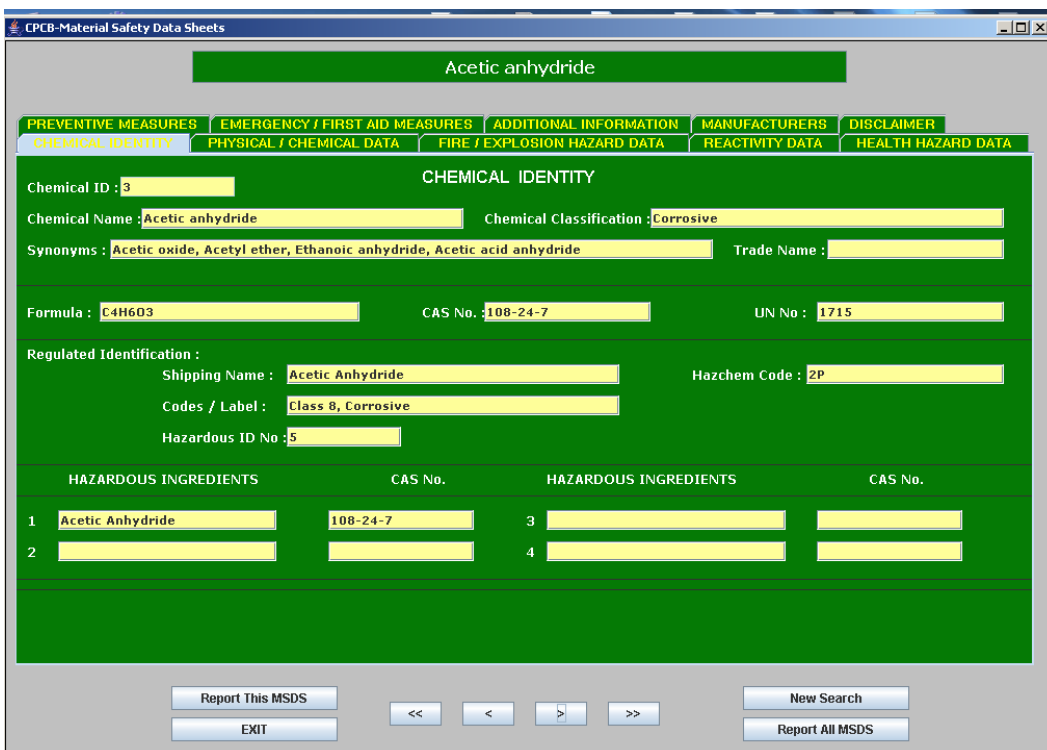 CPCB-Material Safety Data Sheets
Acetic anhydride
PREVENTIVE MEASURES EMERGENCY / FIRST AID MEASURES ADDITIONAL INFORMATION MANUFACTURERS DISCLAIMER
CHEMICAL IDENTITY PHYSICAL / CHEMICAL DATA FIRE / EXPLOSION HAZARD DATA REACTIVITY DATA HEALTH HAZARD DATA
CHEMICAL IDENTITY
Chemical ID : 3
Chemical Name : Acetic anhydride Chemical Classification : Corrosive
Synonyms : Acetic oxide, Acetyl ether, Ethanoic anhydride, Acetic acid anhydride Trade Name :
Formula : C4H6O3 CAS No. : 108-24-7 UN No : 1715
Regulated Identification :
Shipping Name : Acetic Anhydride Hazchem Code : 2P
Codes / Label : Class 8, Corrosive
Hazardous ID No : 5
HAZARDOUS INGREDIENTS CAS No. HAZARDOUS INGREDIENTS CAS No.
1 Acetic Anhydride 108-24-7 3
2 4
Report This MSDS << < > >> New Search
EXIT Report All MSDS